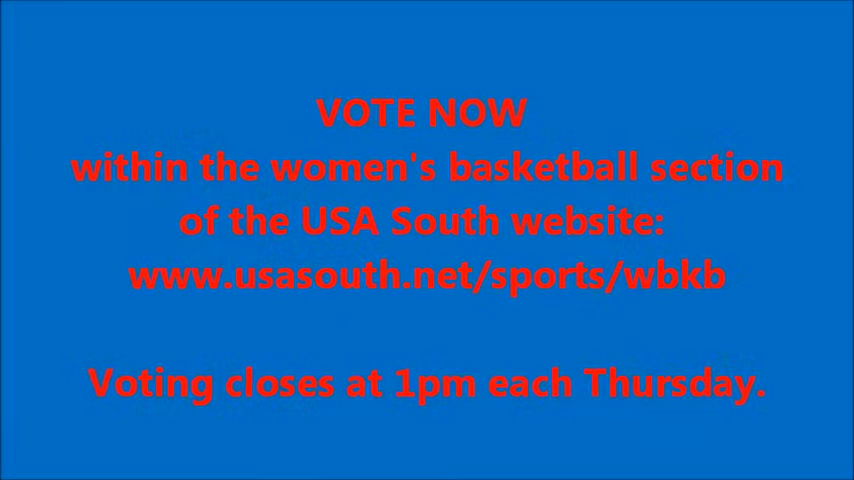 VOTE NOW
within the women's basketball section
of the USA South website:
www.usasouth.net/sports/wbkb
Voting closes at 1pm each Thursday.